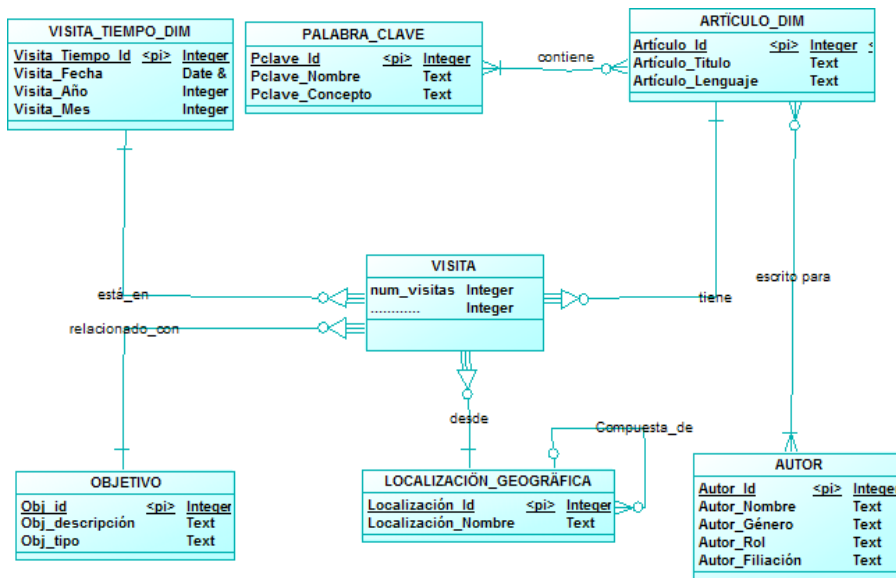 VISITA_TIEMPO_DIM
Visita_Tiempo_Id <pi> Integer
Visita_Fecha Date &
Visita_Año Integer
Visita_Mes Integer
PALABRA_CLAVE
Pclave_Id <pi> Integer
Pclave_Nombre Text
Pclave_Concepto Text
contiene
ARTÏCULO_DIM
Artículo_Id <pi> Integer <
Artículo_Titulo Text
Artículo_Lenguaje Text
VISITA
num_visitas Integer
............ Integer
está_en
relacionado_con
tiene
escrito para
desde
Compuesta_de
OBJETIVO
Obj_id <pi> Integer
Obj_descripción Text
Obj_tipo Text
LOCALIZACIÖN_GEOGRÄFICA
Localización_Id <pi> Integer
Localización_Nombre Text
AUTOR
Autor_Id <pi> Integer
Autor_Nombre Text
Autor_Género Text
Autor_Rol Text
Autor_Filiación Text